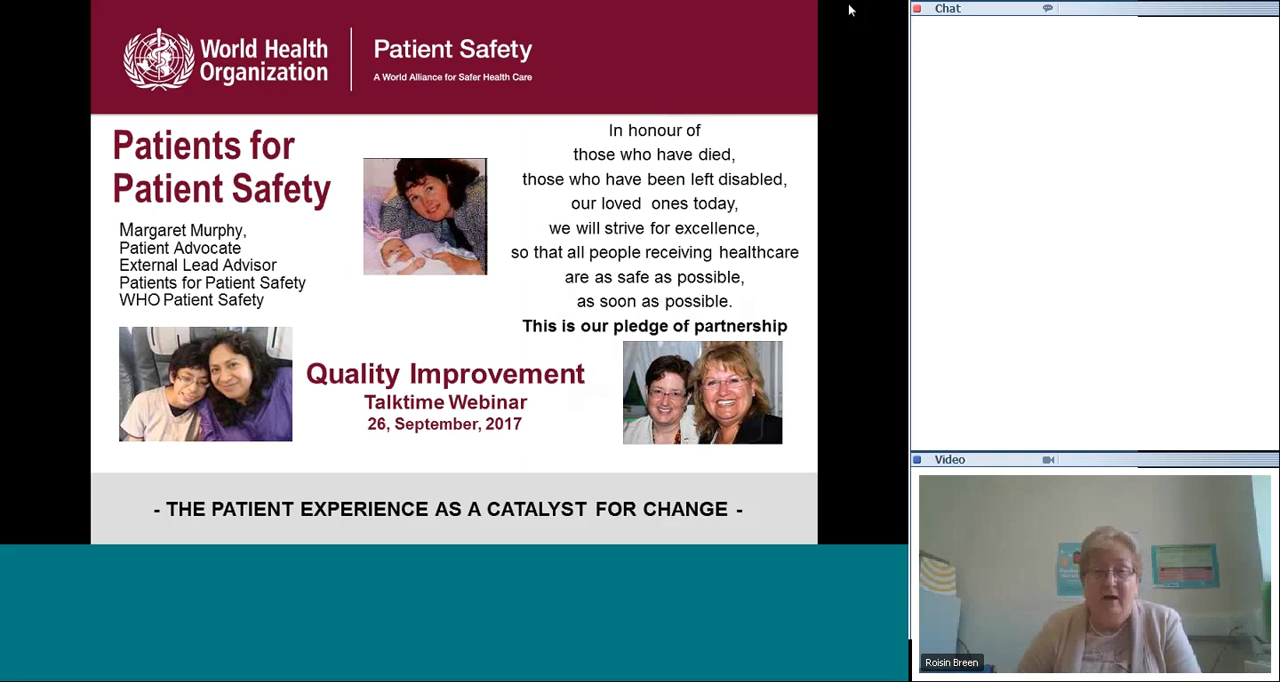 World Health
Organization
Patient Safety
A World Alliance for Safer Health Care
Patients for
Patient Safety
Margaret Murphy,
Patient Advocate
External Lead Advisor
Patients for Patient Safety
WHO Patient Safety
In honour of
those who have died,
those who have been left disabled,
our loved ones today,
we will strive for excellence,
so that all people receiving healthcare
are as safe as possible,
as soon as possible.
This is our pledge of partnership
Quality Improvement
Talktime Webinar
26, September, 2017
- THE PATIENT EXPERIENCE AS A CATALYST FOR CHANGE -
Chat
Video
Roisin Breen